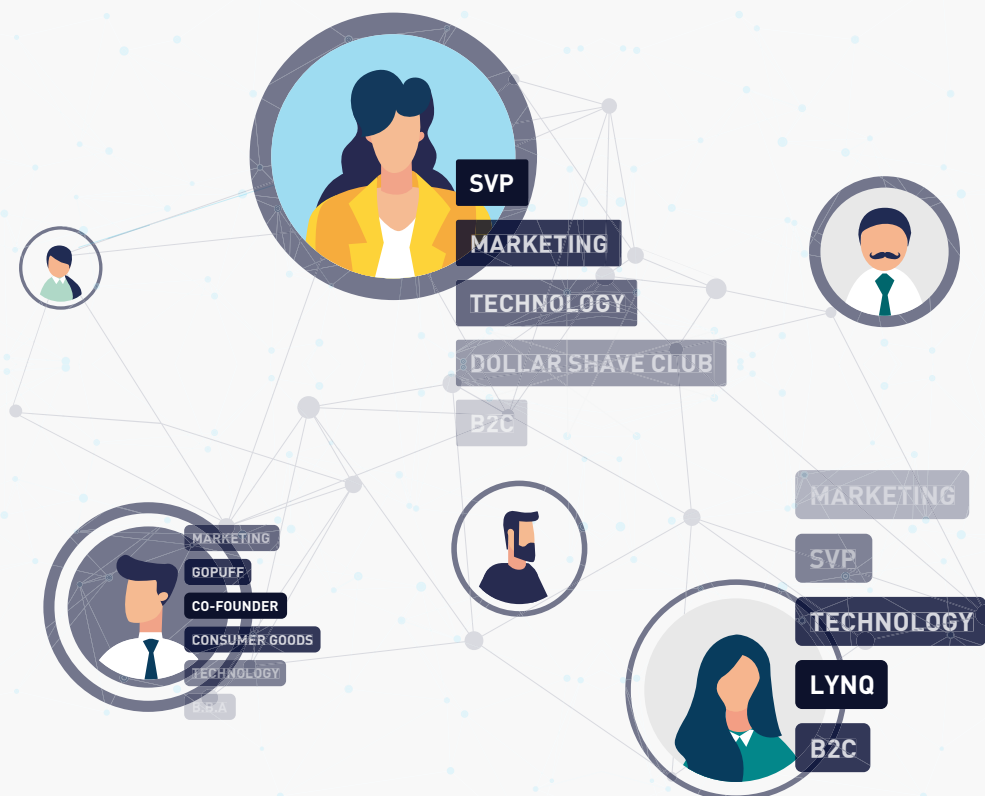 SVP
MARKETING
TECHNOLOGY
DOLLAR SHAVE CLUB
B2C
MARKETING
GOPUFF
CO-FOUNDER
CONSUMER GOODS
TECHNOLOGY
B.B.A
MARKETING
SVP
TECHNOLOGY
LYNQ
B2C